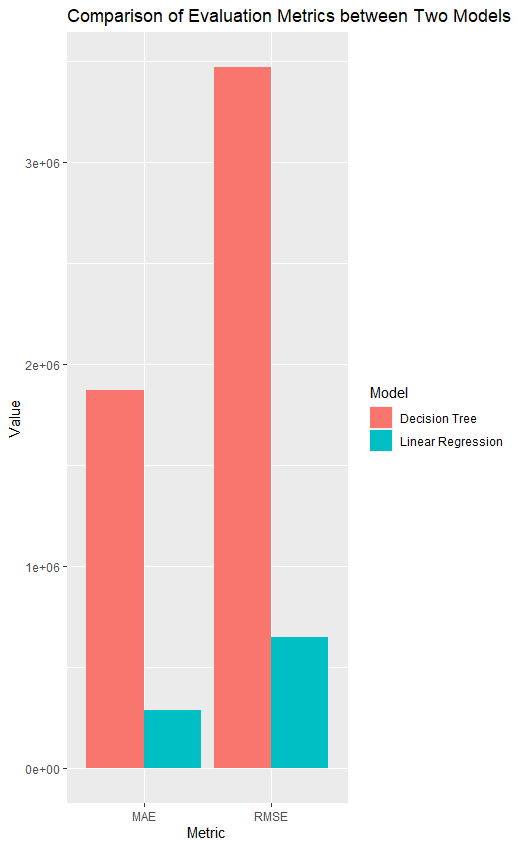 Comparison of Evaluation Metrics between Two Models
3e+06
2e+06
1e+06
0e+00
Value
MAE
RMSE
Metric
Model
Decision Tree
Linear Regression